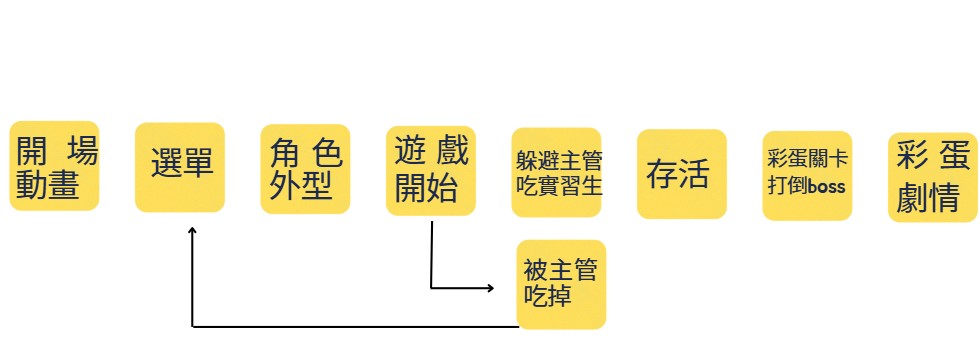 開 場
動畫
選單
角 色
外型
遊 戲
開始
躲避主管
吃實習生
存活
彩蛋關卡
打倒boss
彩 蛋
劇情
被主管
吃掉